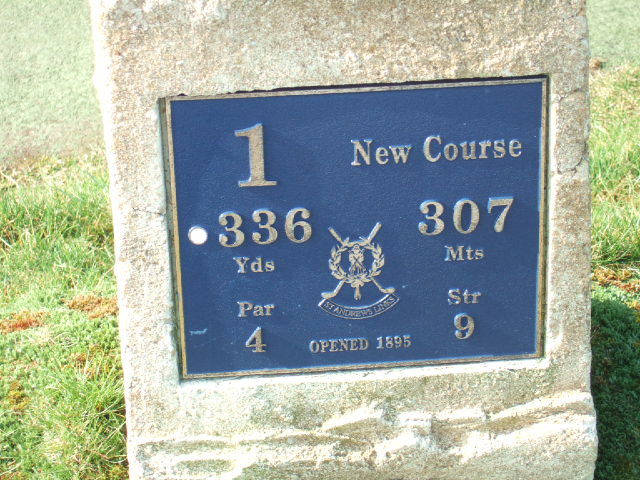 1
New Course
336
307
Yds
Mts
ST ANDREWS LINKS
Par
Str
4
9
OPENED 1895